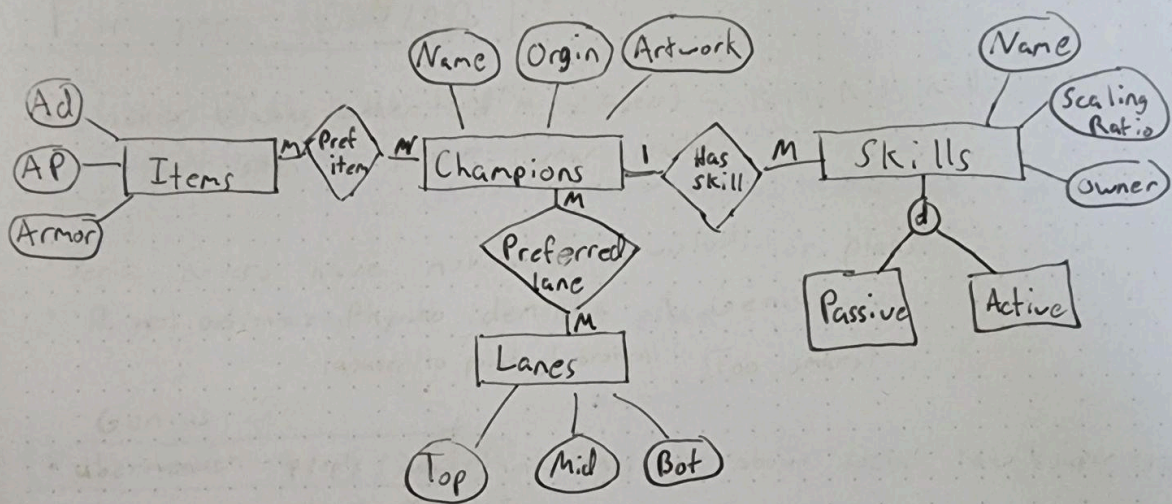 Name
Orgin
Artwork
Name
Ad
AP
Armor
Items
M
Pref
item
M
Champions
1
Has
skill
M
Skills
Scaling
Ratio
Owner
M
Preferred
lane
M
Lanes
Top
Mid
Bot
d
Passive
Active